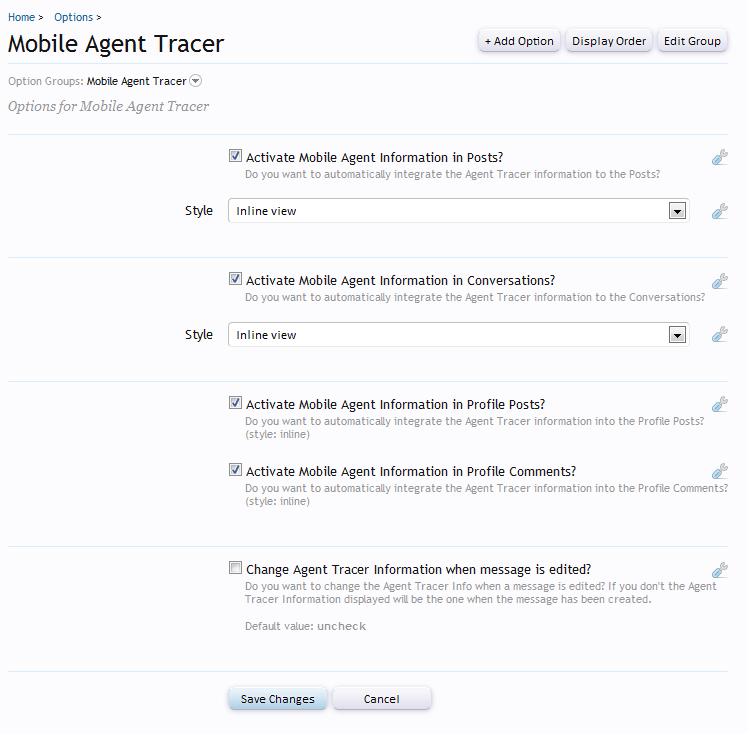 Home >   Options >
Mobile Agent Tracer
+ Add Option
Display Order
Edit Group
Option Groups: Mobile Agent Tracer
Options for Mobile Agent Tracer
Activate Mobile Agent Information in Posts?
Do you want to automatically integrate the Agent Tracer information to the Posts?
Style
Inline view
Activate Mobile Agent Information in Conversations?
Do you want to automatically integrate the Agent Tracer information to the Conversations?
Style
Inline view
Activate Mobile Agent Information in Profile Posts?
Do you want to automatically integrate the Agent Tracer information into the Profile Posts?
(style: inline)
Activate Mobile Agent Information in Profile Comments?
Do you want to automatically integrate the Agent Tracer information into the Profile Comments?
(style: inline)
Change Agent Tracer Information when message is edited?
Do you want to change the Agent Tracer Info when a message is edited? If you don't the Agent
Tracer Information displayed will be the one when the message has been created.
Default value: uncheck
Save Changes
Cancel